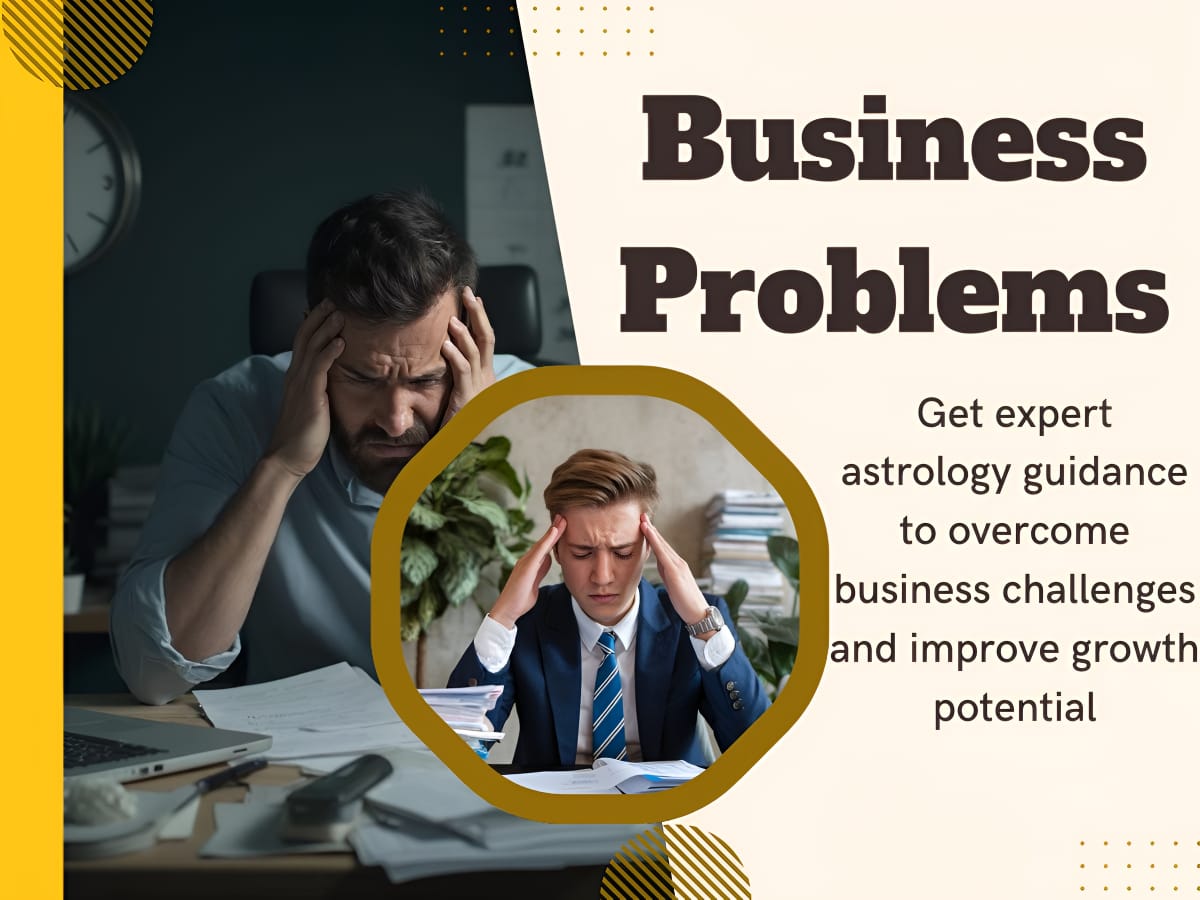 Business
Problems
Get expert
astrology guidance
to overcome
business challenges
and improve growth
potential